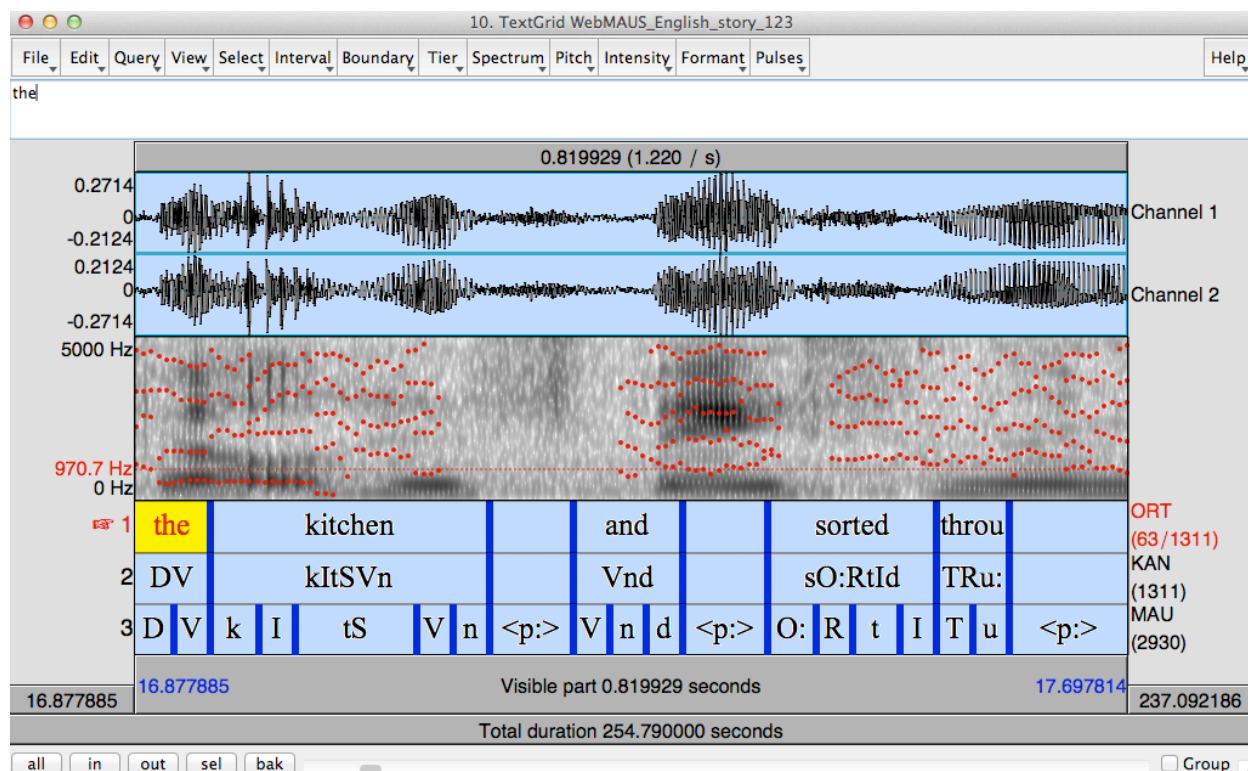 10. TextGrid WebMAUS_English_story_123
File Edit Query View Select Interval Boundary Tier Spectrum Pitch Intensity Formant Pulses Help
the
0.819929 (1.220 / s)
0.2714
0
-0.2124
Channel 1
0.2124
0
-0.2714
Channel 2
5000 Hz
970.7 Hz
0 Hz
1 the kitchen and sorted throu ORT (63/1311)
2 DV kItSVn Vnd sO:RtId TRu: KAN (1311)
3 D V k I tS V n <p:> V n d <p:> O: R t I T u <p:> MAU (2930)
16.877885 Visible part 0.819929 seconds 17.697814
16.877885 237.092186
Total duration 254.790000 seconds
all in out sel bak Group